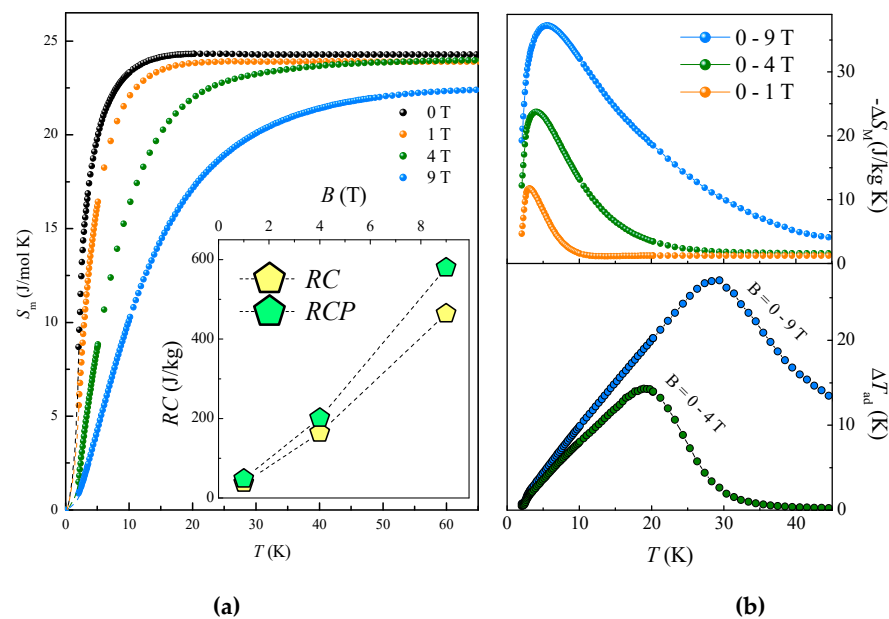 25
20
15
10
5
0
S_m (J/mol K)
0 T
1 T
4 T
9 T
B (T)
0 2 4 6 8
600
400
200
0
RC (J/kg)
RC
RCP
0 10 20 30 40 50 60
T (K)
(a)
0 - 9 T
0 - 4 T
0 - 1 T
30
20
10
0
-ΔS_M (J/kg K)
B = 0 - 9 T
B = 0 - 4 T
20
10
0
ΔT_ad (K)
0 10 20 30 40
T (K)
(b)